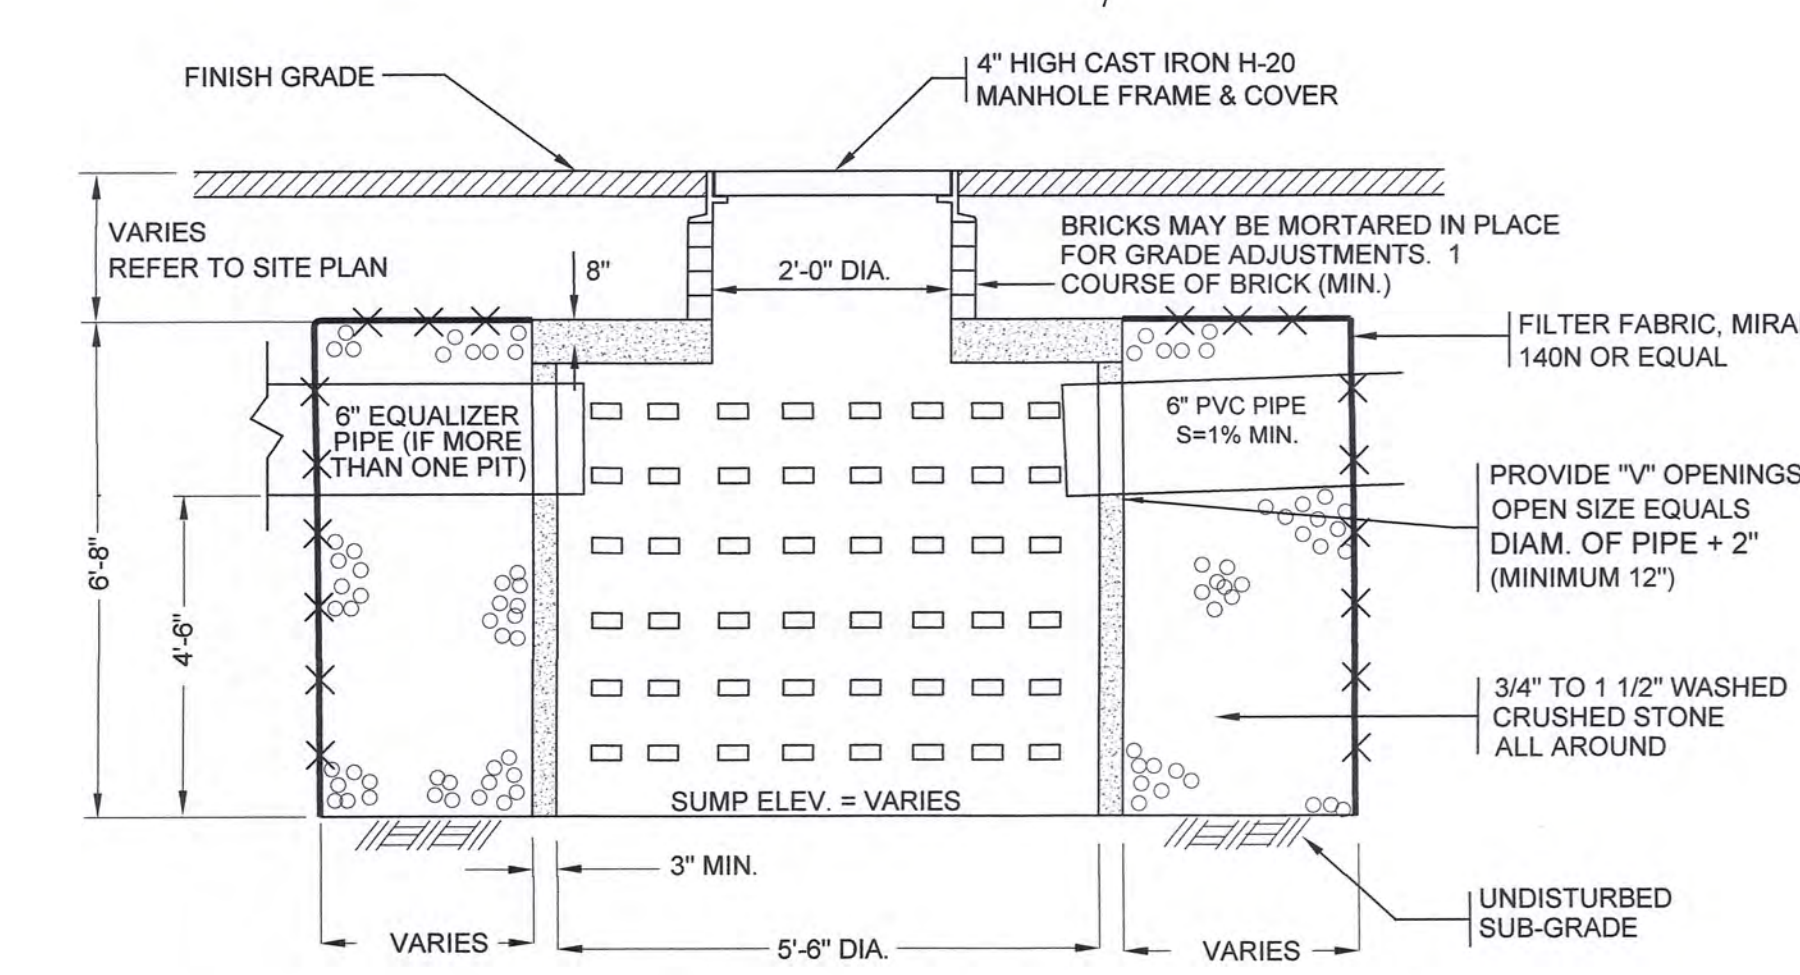 FINISH GRADE
4" HIGH CAST IRON H-20
MANHOLE FRAME & COVER
VARIES
REFER TO SITE PLAN
8"
2'-0" DIA.
BRICKS MAY BE MORTARED IN PLACE
FOR GRADE ADJUSTMENTS. 1
COURSE OF BRICK (MIN.)
FILTER FABRIC, MIRA
140N OR EQUAL
6" EQUALIZER
PIPE (IF MORE
THAN ONE PIT)
6" PVC PIPE
S=1% MIN.
PROVIDE "V" OPENINGS
OPEN SIZE EQUALS
DIAM. OF PIPE + 2"
(MINIMUM 12")
6'-8"
4'-6"
3/4" TO 1 1/2" WASHED
CRUSHED STONE
ALL AROUND
SUMP ELEV. = VARIES
3" MIN.
UNDISTURBED
SUB-GRADE
VARIES
5'-6" DIA.
VARIES